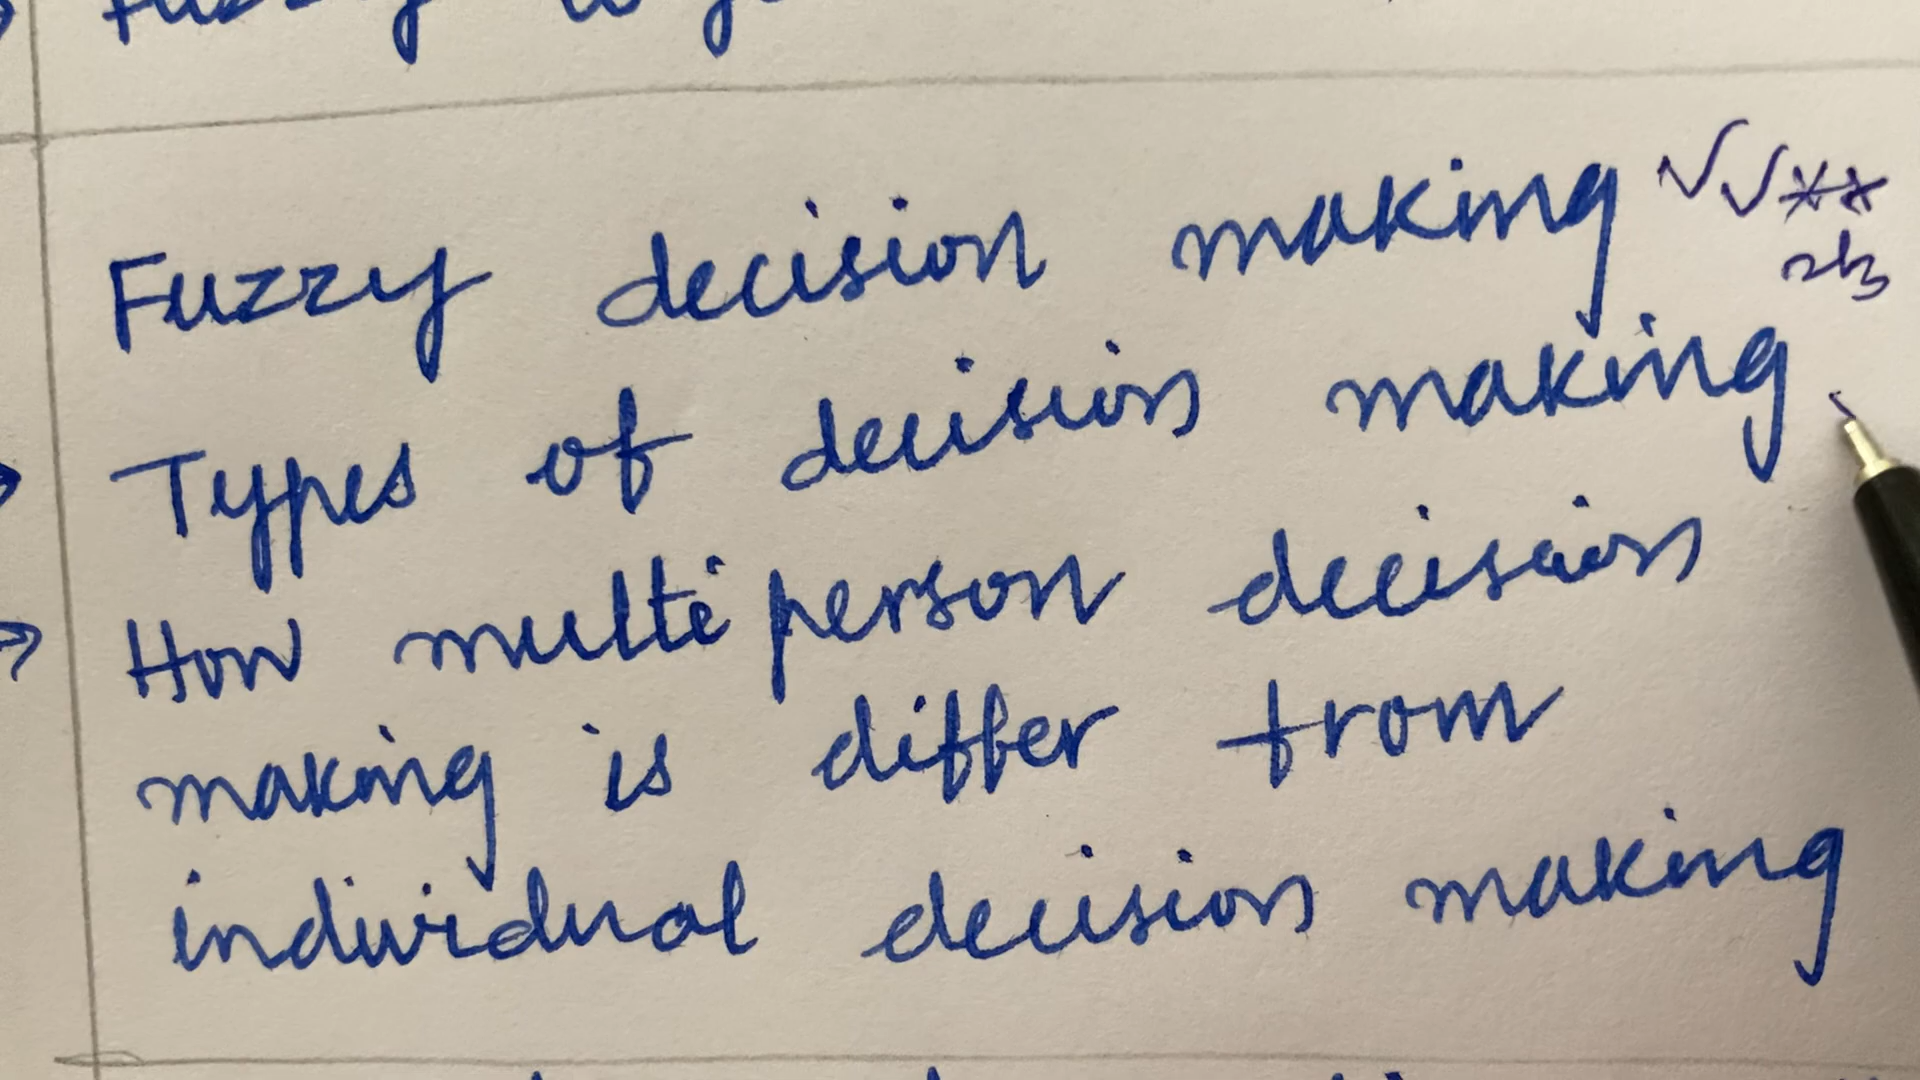 Fuzzy decision making
Types of decision making
How multi person decision
making is differ from
individual decision making